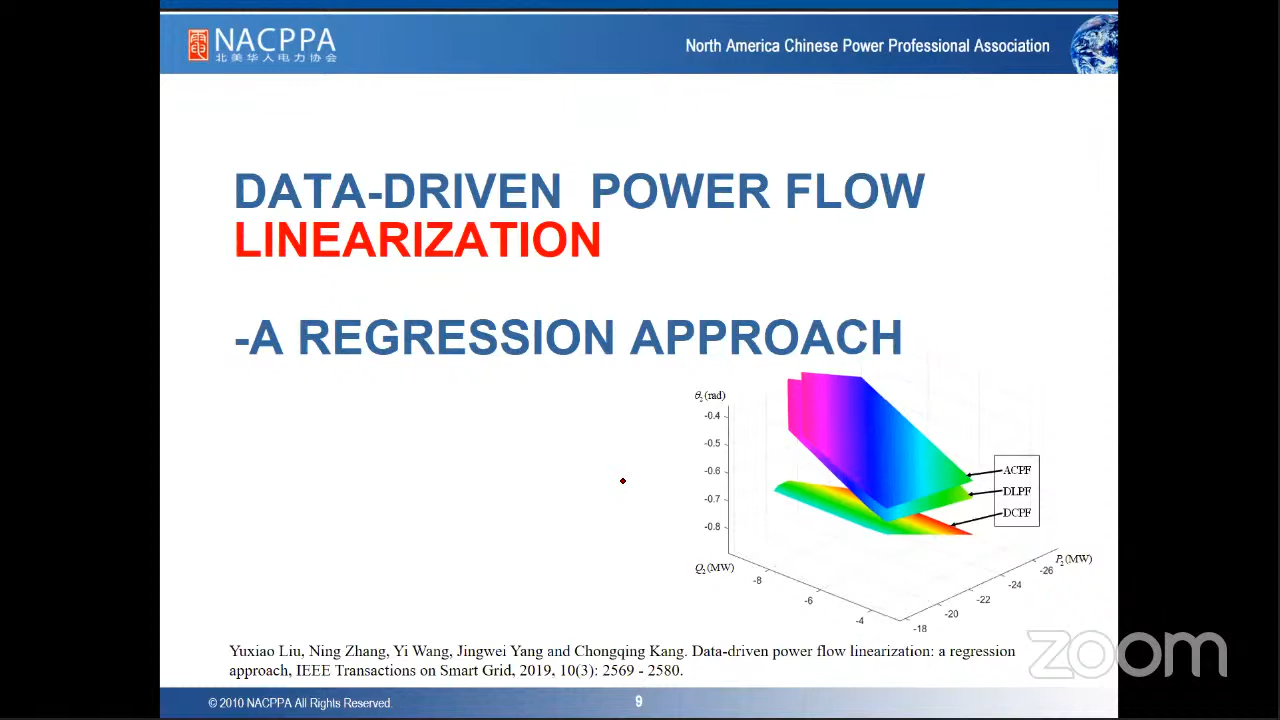 NACPPA
北美华人电力协会
North America Chinese Power Professional Association
DATA-DRIVEN POWER FLOW
LINEARIZATION
-A REGRESSION APPROACH
θ₂(rad)
-0.4
-0.5
-0.6
-0.7
-0.8
ACPF
DLPF
DCPF
Q₂(MW)
-8
-6
-4
P₂(MW)
-26
-24
-22
-20
-18
zoom
Yuxiao Liu, Ning Zhang, Yi Wang, Jingwei Yang and Chongqing Kang. Data-driven power flow linearization: a regression
approach, IEEE Transactions on Smart Grid, 2019, 10(3): 2569 - 2580.
© 2010 NACPPA All Rights Reserved.
9